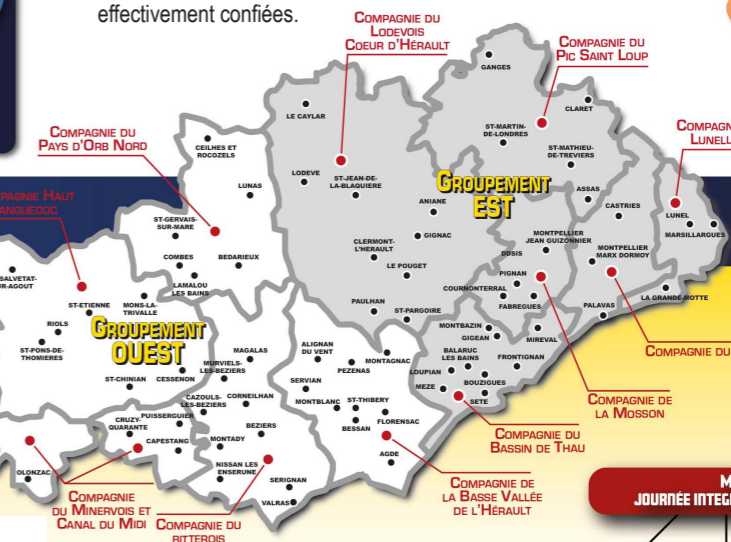 effectivement confiées.
COMPAGNIE DU
LODEVOIS
COEUR D'HÉRAULT
COMPAGNIE DU
PIC SAINT LOUP
GANGES
LE CAYLAR
CLARET
COMPAGNIE DU
PAYS D'ORB NORD
CEILHES ET
ROCOZELS
ST-MARTIN-
DE-LONDRES
ST-MATHIEU-
DE-TREVIERS
LODEVE
ST-JEAN-DE-
LA-BLAQUIERE
LUNAS
GROUPEMENT
EST
ASSAS
CASTRIES
LUNEL
MARSILLARGUES
ANIANE
GIGNAC
ST-GERVAIS-
SUR-MARE
CLERMONT-
L'HERAULT
LE POUGET
MONTPELLIER
JEAN GUIZONNIER
DDSIS
MONTPELLIER
MARX DORMOY
COMBES
BEDARIEUX
LAMALOU
LES BAINS
PIGNAN
COURNONTERRAL
FABREGUES
LA GRANDE-MOTTE
PALAVAS
ST-ETIENNE
MONS-LA-
TRIVALLE
PAULHAN
ST-PARGOIRE
RIOLS
GROUPEMENT
OUEST
ST-PONS-DE-
THOMIERES
MONTBAZIN
GIGEAN
MIREVAL
COMPAGNIE DU
MAGALAS
MURVIELS-
LES-BEZIERS
ALIGNAN
DU VENT
PEZENAS
MONTAGNAC
BALARUC
LES BAINS
LOUPIAN
FRONTIGNAN
MEZE
BOUZIGUES
SETE
ST-CHINIAN
CESSENON
SERVIAN
COMPAGNIE DE
LA MOSSON
CAZOULS-
LES-BEZIERS
CORNEILHAN
MONTBLANC
ST-THIBERY
BESSAN
FLORENSAC
CRUZY-
QUARANTE
PUISSERGUIER
CAPESTANG
MONTADY
BEZIERS
COMPAGNIE DU
BASSIN DE THAU
AGDE
OLONZAC
NISSAN LES
ENSERUNE
SERIGNAN
VALRAS
COMPAGNIE DE
LA BASSE VALLÉE
DE L'HÉRAULT
COMPAGNIE
DU MINERVOIS ET
CANAL DU MIDI
COMPAGNIE DU
BITTEROIS